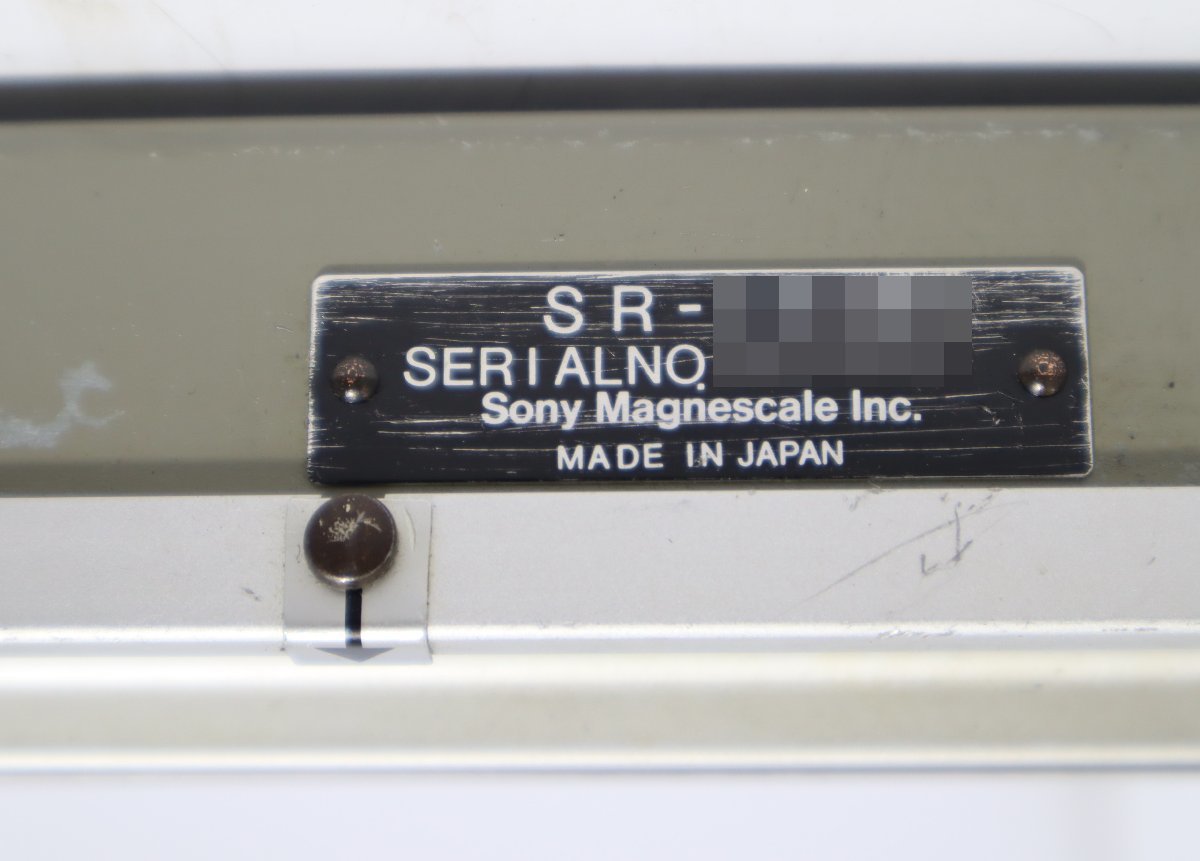 SR-
SERIALNO.
Sony Magnescale Inc.
MADE IN JAPAN